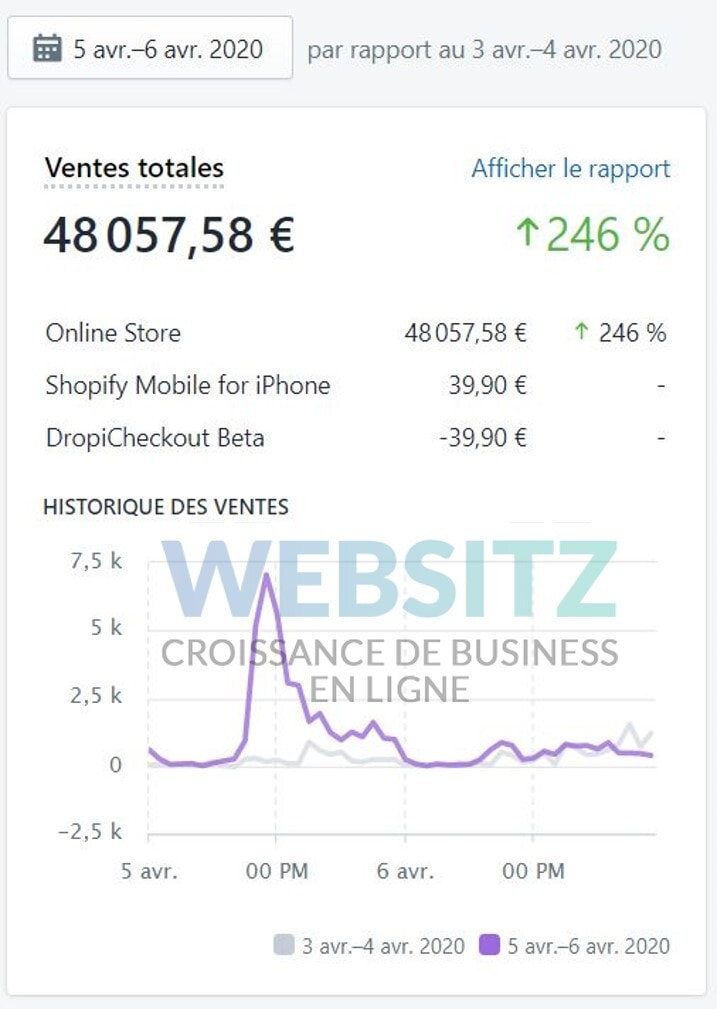 5 avr.–6 avr. 2020 par rapport au 3 avr.–4 avr. 2020
Ventes totales Afficher le rapport
48 057,58 € ↑ 246 %
Online Store 48 057,58 € ↑ 246 %
Shopify Mobile for iPhone 39,90 € -
DropiCheckout Beta -39,90 € -
HISTORIQUE DES VENTES
WEBSITZ
CROISSANCE DE BUSINESS
EN LIGNE
7,5 k
5 k
2,5 k
0
−2,5 k
5 avr. 00 PM 6 avr. 00 PM
3 avr.–4 avr. 2020 5 avr.–6 avr. 2020